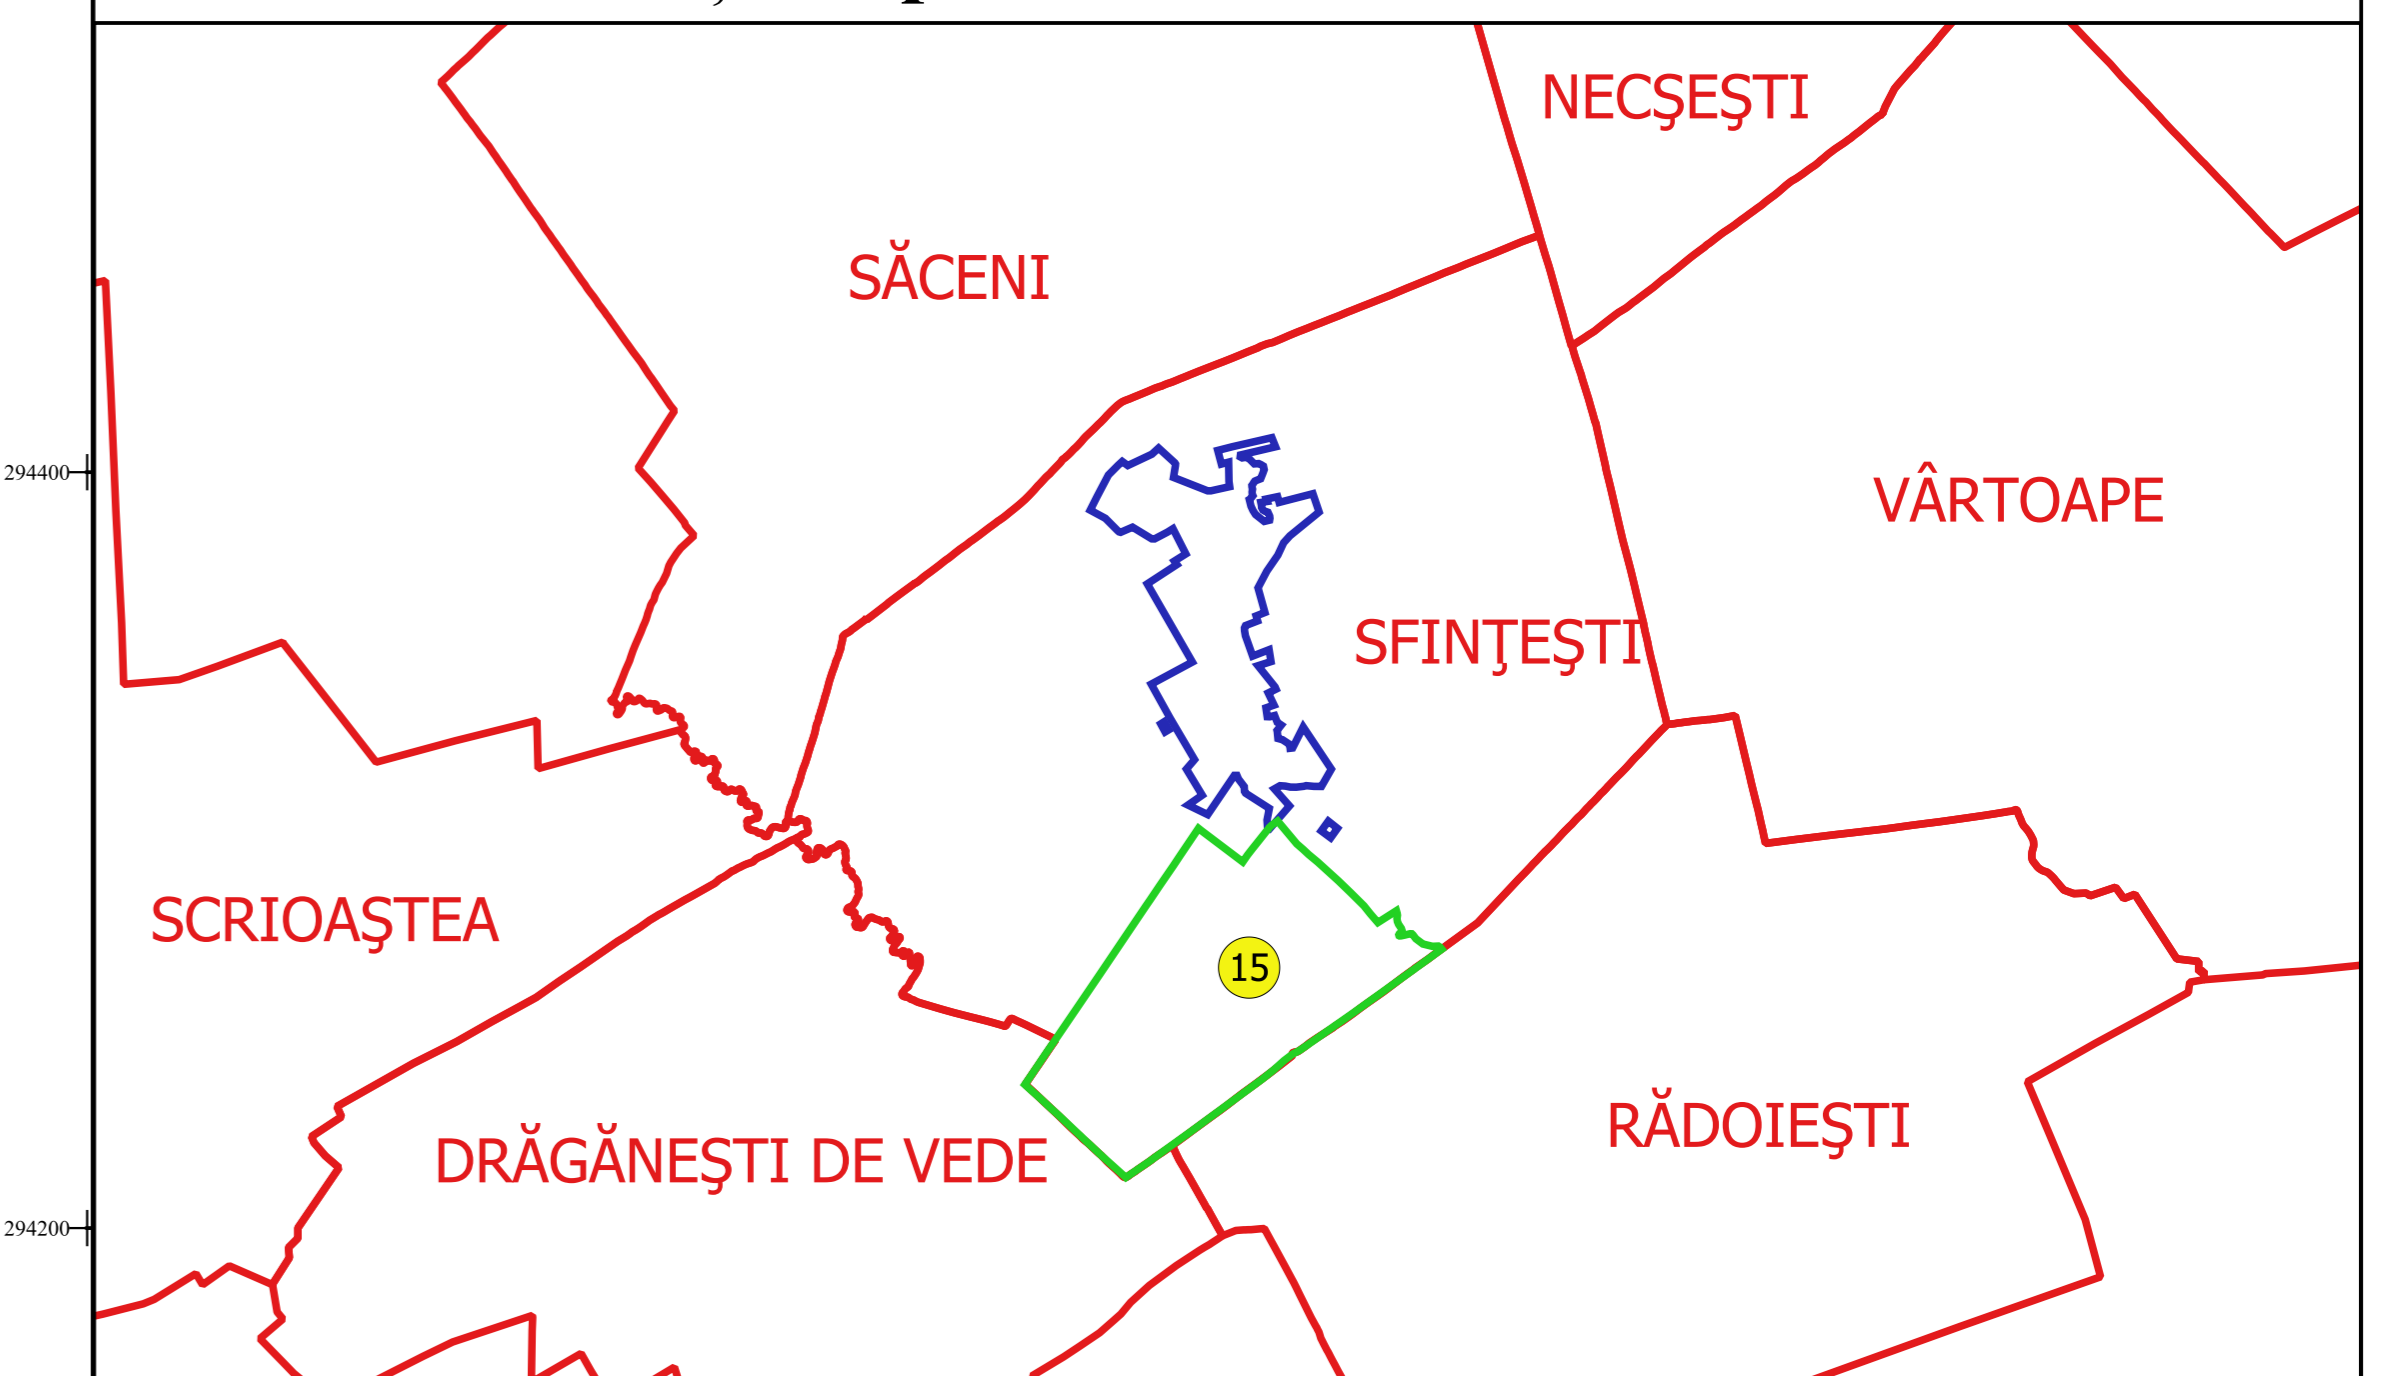 NECŞEŞTI
SĂCENI
294400
VÂRTOAPE
SFINŢEŞTI
SCRIOAŞTEA
15
RĂDOIEŞTI
DRĂGĂNEŞTI DE VEDE
294200